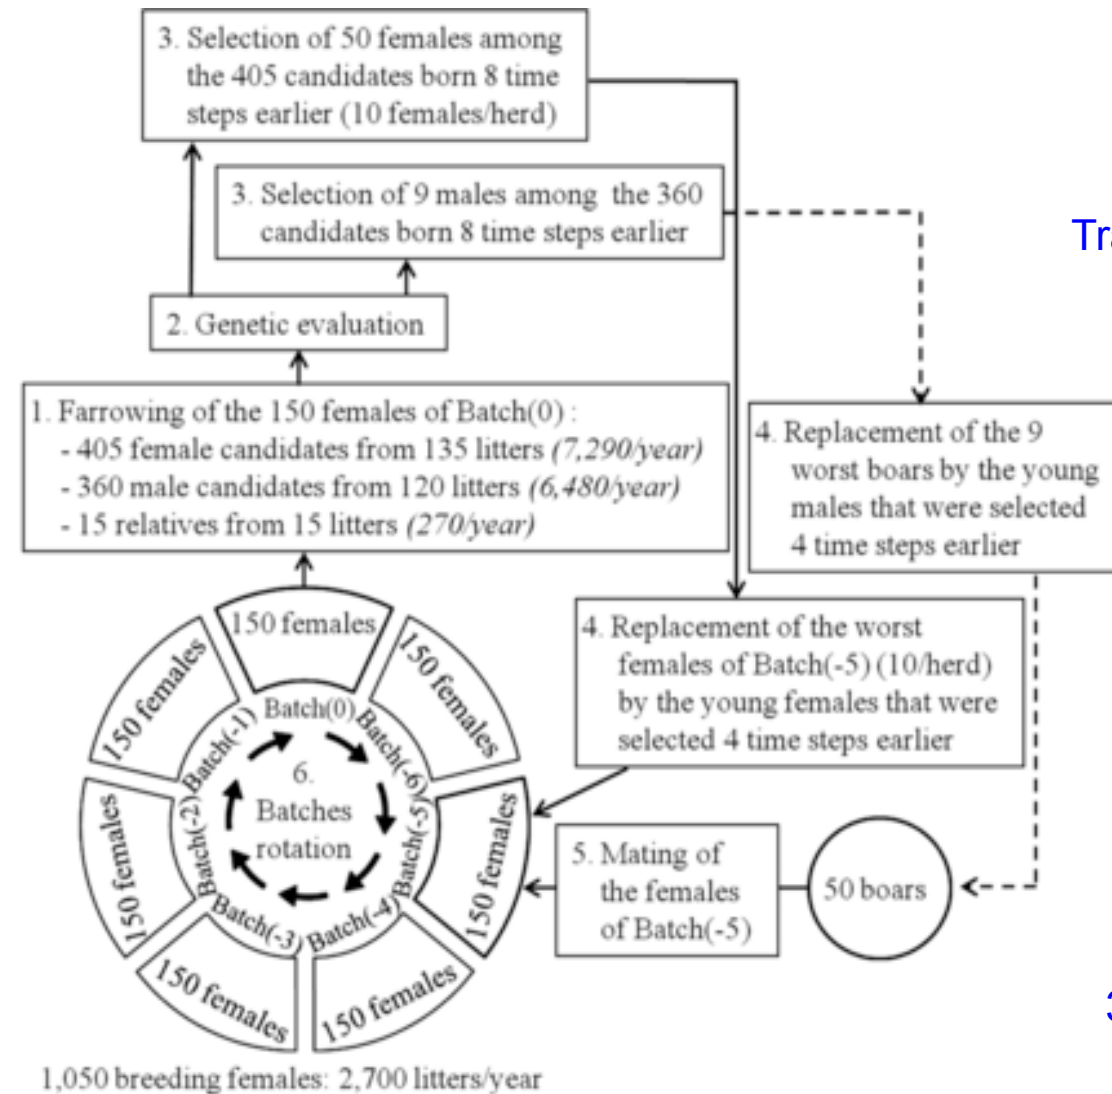 3. Selection of 50 females among
the 405 candidates born 8 time
steps earlier (10 females/herd)
3. Selection of 9 males among the 360
candidates born 8 time steps earlier
2. Genetic evaluation
1. Farrowing of the 150 females of Batch(0) :
- 405 female candidates from 135 litters (7,290/year)
- 360 male candidates from 120 litters (6,480/year)
- 15 relatives from 15 litters (270/year)
4. Replacement of the 9
worst boars by the young
males that were selected
4 time steps earlier
4. Replacement of the worst
females of Batch(-5) (10/herd)
by the young females that were
selected 4 time steps earlier
5. Mating of
the females
of Batch(-5)
50 boars
150 females
150 females
150 females
150 females
150 females
150 females
150 females
Batch(0)
Batch(-6)
Batch(-5)
Batch(-4)
Batch(-3)
Batch(-2)
Batch(-1)
6.
Batches
rotation
1,050 breeding females: 2,700 litters/year